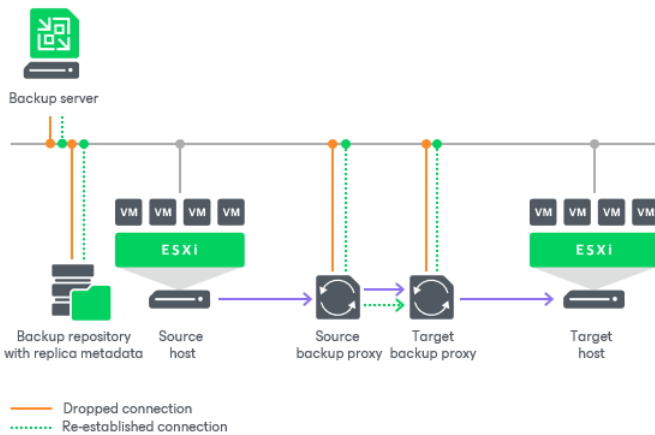 Backup server
VM VM VM VM
VM VM VM VM
ESXi
ESXi
Backup repository
with replica metadata
Source
host
Source
backup proxy
Target
backup proxy
Target
host
Dropped connection
Re-established connection